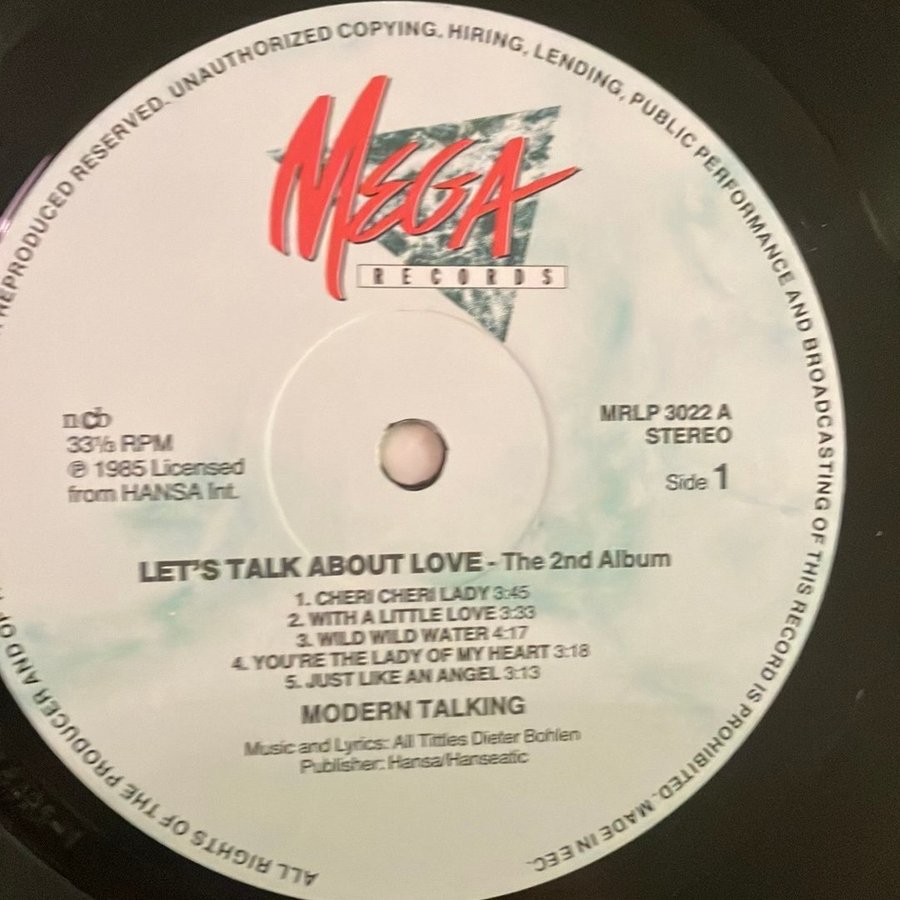 ALL RIGHTS OF THE PRODUCER AND OF
REPRODUCED RESERVED. UNAUTHORIZED COPYING. HIRING, LENDING, PUBLIC PERFORMANCE AND BROADCASTING OF THIS RECORD IS PROHIBITED. MADE IN EEC.
MEGA
RECORDS
ncb
33⅓ RPM
℗ 1985 Licensed
from HANSA Int.
MRLP 3022 A
STEREO
Side 1
LET'S TALK ABOUT LOVE - The 2nd Album
1. CHERI CHERI LADY 3:45
2. WITH A LITTLE LOVE 3:33
3. WILD WILD WATER 4:17
4. YOU'RE THE LADY OF MY HEART 3:18
5. JUST LIKE AN ANGEL 3:13
MODERN TALKING
Music and Lyrics: All Tittles Dieter Bohlen
Publisher: Hansa/Hanseatic